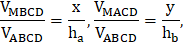 V_MBCD/V_ABCD = x/h_a, V_MACD/V_ABCD = y/h_b,